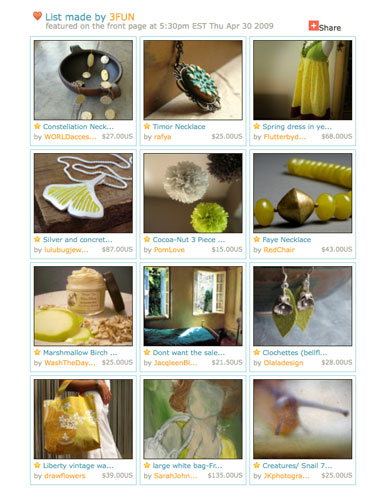 List made by 3FUN
featured on the front page at 5:30pm EST Thu Apr 30 2009
Share
Constellation Neck...
by WORLDacces... $27.00US
Timor Necklace
by rafya $25.00US
Spring dress in ye...
by Flutterbyd... $68.00US
Silver and concret...
by luiubugjew... $87.00US
Cocoa-Nut 3 Piece ...
by PomLove $15.00US
Faye Necklace
by RedChair $43.00US
Marshmallow Birch ...
by WashTheDay... $25.00US
Dont want the sale...
by JacqleenBl... $21.50US
Clochettes (bellfl...
by Olaladesign $28.00US
Liberty vintage wa...
by drawflowers $39.00US
large white bag-Fr...
by SarahJohn... $135.00US
Creatures/ Snail 7...
by JKphotogra... $25.00US